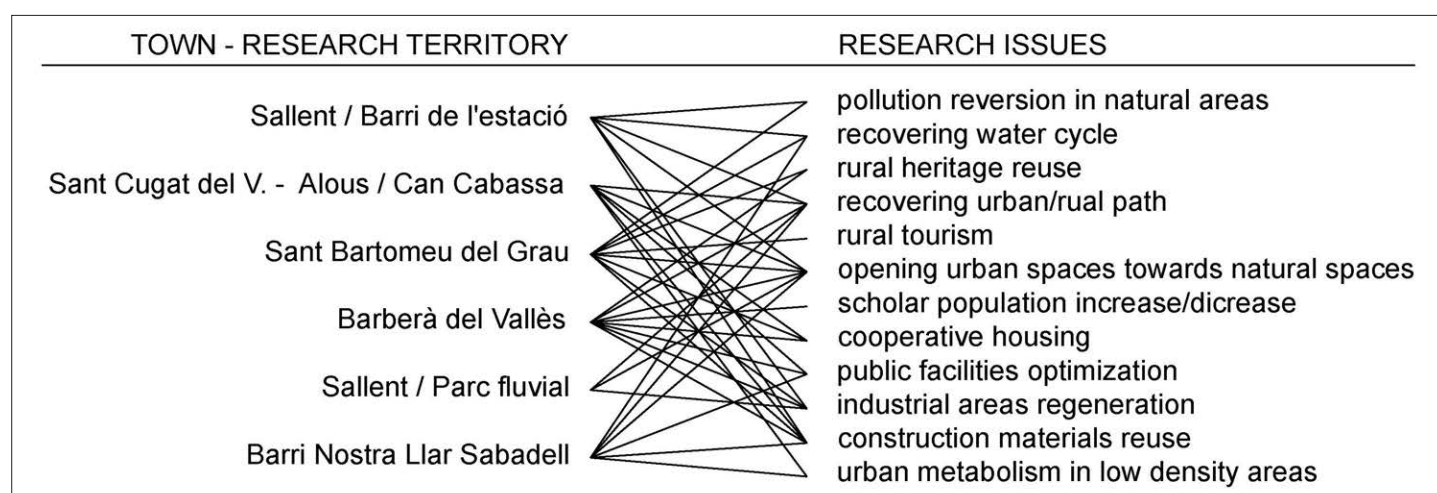 TOWN - RESEARCH TERRITORY
Sallent / Barri de l'estació
Sant Cugat del V. - Alous / Can Cabassa
Sant Bartomeu del Grau
Barberà del Vallès
Sallent / Parc fluvial
Barri Nostra Llar Sabadell
RESEARCH ISSUES
pollution reversion in natural areas
recovering water cycle
rural heritage reuse
recovering urban/rual path
rural tourism
opening urban spaces towards natural spaces
scholar population increase/dicrease
cooperative housing
public facilities optimization
industrial areas regeneration
construction materials reuse
urban metabolism in low density areas